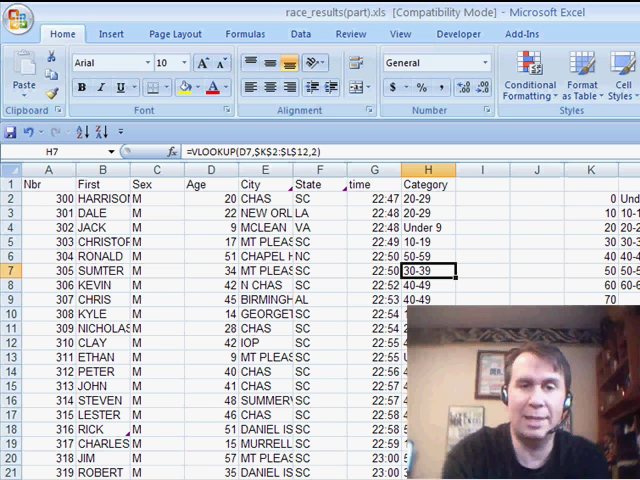 race_results(part).xls [Compatibility Mode] - Microsoft Excel
Home Insert Page Layout Formulas Data Review View Developer Add-Ins
Arial 10 A A General
Paste B I U A $ % , .0 .00 .00 .0 Conditional Formatting Format as Table Cell Styles
Clipboard Font Alignment Number Styles
H7 fx =VLOOKUP(D7,$K$2:$L$12,2)
A B C D E F G H I J K
1 Nbr First Sex Age City State time Category
2 300 HARRISON M 20 CHAS SC 22:47 20-29 0 Und
3 301 DALE M 22 NEW ORL LA 22:48 20-29 10 10-1
4 302 JACK M 9 MCLEAN VA 22:48 Under 9 20 20-2
5 303 CHRISTOF M 17 MT PLEAS SC 22:49 10-19 30 30-3
6 304 RONALD M 51 CHAPEL H NC 22:50 50-59 40 40-4
7 305 SUMTER M 34 MT PLEAS SC 22:50 30-39 50 50-5
8 306 KEVIN M 42 N CHAS SC 22:52 40-49 60 60-6
9 307 CHRIS M 45 BIRMINGH AL 22:53 40-49 70
10 308 KYLE M 14 GEORGET SC 22:54 1
11 309 NICHOLAS M 28 CHAS SC 22:54
12 310 CLAY M 42 IOP SC 22:55
13 311 ETHAN M 9 MT PLEAS SC 22:55
14 312 PETER M 40 CHAS SC 22:56
15 313 JOHN M 41 CHAS SC 22:57
16 314 STEVEN M 48 SUMMERV SC 22:57
17 315 LESTER M 46 CHAS SC 22:58
18 316 RICK M 51 DANIEL IS SC 22:58
19 317 CHARLES M 15 MURRELL SC 22:59
20 318 JIM M 57 MT PLEAS SC 23:00
21 319 ROBERT M 35 DANIEL IS SC 23:00